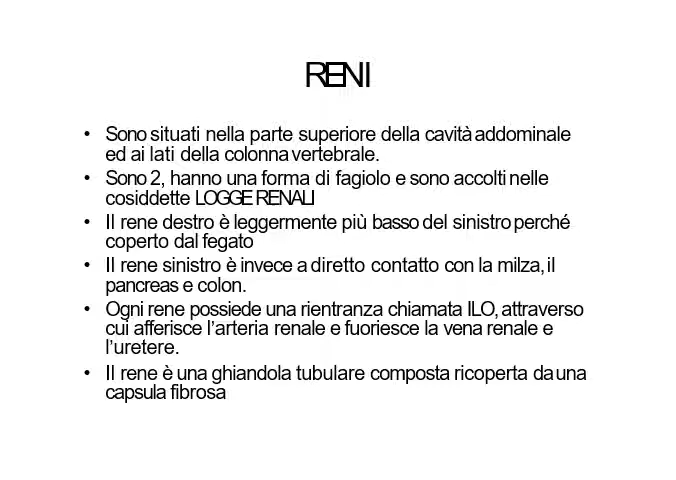 RENI
• Sono situati nella parte superiore della cavità addominale
ed ai lati della colonna vertebrale.
• Sono 2, hanno una forma di fagiolo e sono accolti nelle
cosiddette LOGGE RENALI
• Il rene destro è leggermente più basso del sinistro perché
coperto dal fegato
• Il rene sinistro è invece a diretto contatto con la milza, il
pancreas e colon.
• Ogni rene possiede una rientranza chiamata ILO, attraverso
cui afferisce l’arteria renale e fuoriesce la vena renale e
l’uretere.
• Il rene è una ghiandola tubulare composta ricoperta da una
capsula fibrosa